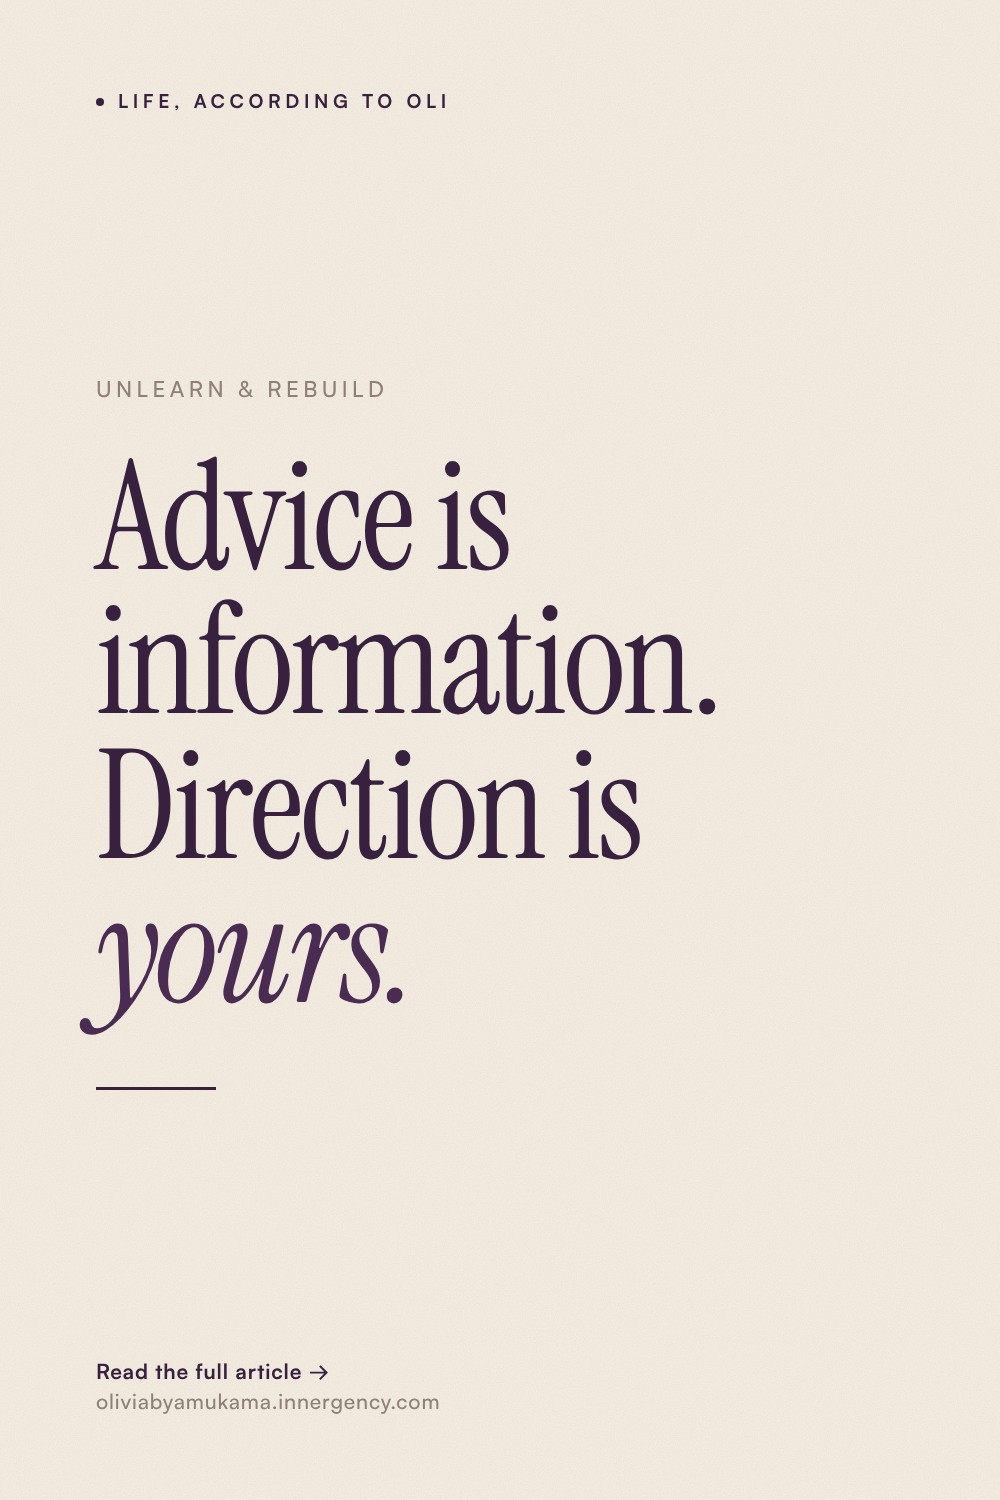 • LIFE, ACCORDING TO OLI
UNLEARN & REBUILD
Advice is
information.
Direction is
yours.
Read the full article →
oliviabyamukama.innergency.com